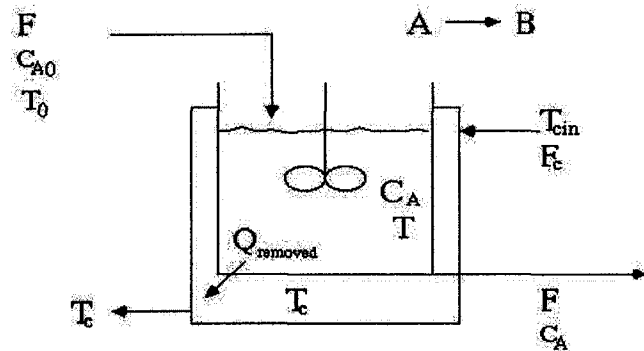 F
C_A0
T_0
A → B
T_cin
F_c
C_A
T
Q_removed
T_c
T_c
F
C_A